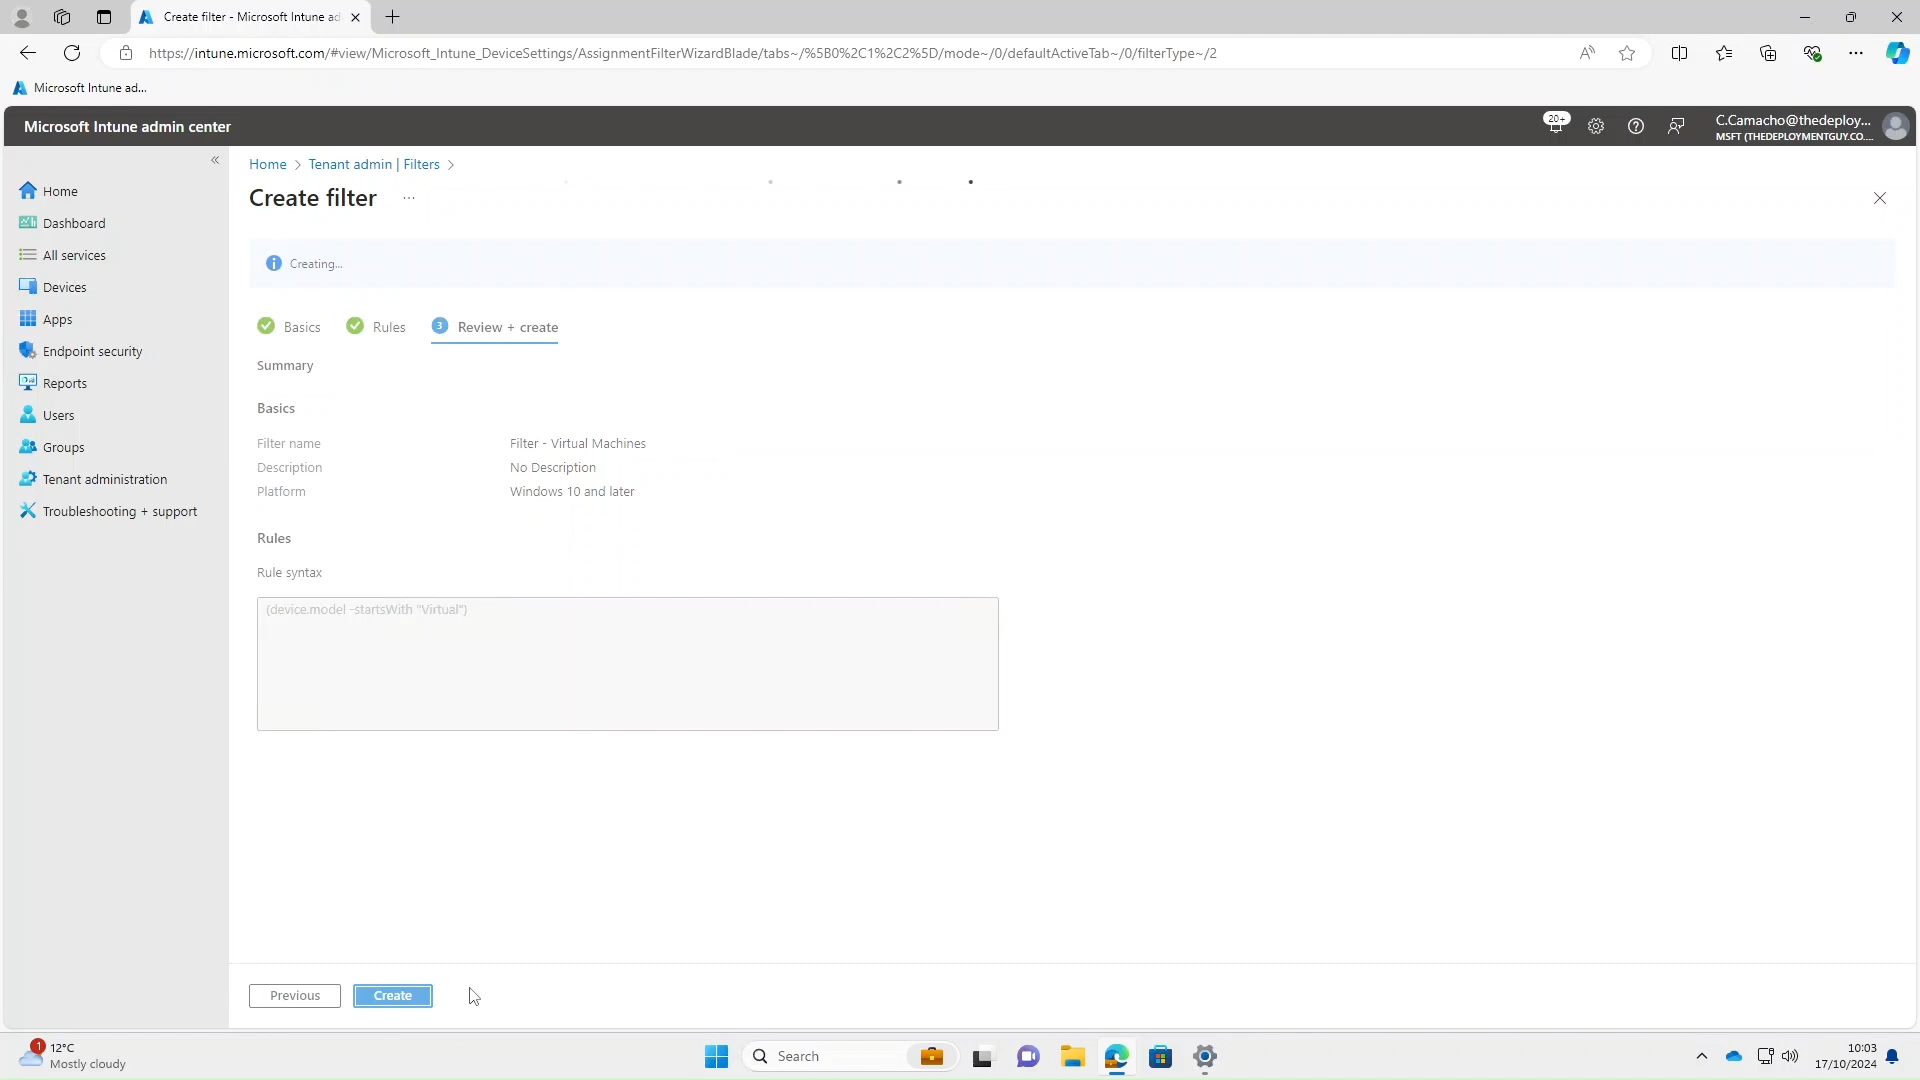 Create filter - Microsoft Intune ad
https://intune.microsoft.com/#view/Microsoft_Intune_DeviceSettings/AssignmentFilterWizardBlade/tabs~/%5B0%2C1%2C2%5D/mode~/0/defaultActiveTab~/0/filterType~/2
Microsoft Intune ad...
Microsoft Intune admin center
20+
C.Camacho@thedeploy...
MSFT (THEDEPLOYMENTGUY.CO....
Home
Dashboard
All services
Devices
Apps
Endpoint security
Reports
Users
Groups
Tenant administration
Troubleshooting + support
Home > Tenant admin | Filters >
Create filter ...
Creating...
Basics
Rules
3 Review + create
Summary
Basics
Filter name Filter - Virtual Machines
Description No Description
Platform Windows 10 and later
Rules
Rule syntax
(device.model -startsWith "Virtual")
Previous
Create
1
12°C
Mostly cloudy
Search
10:03
17/10/2024